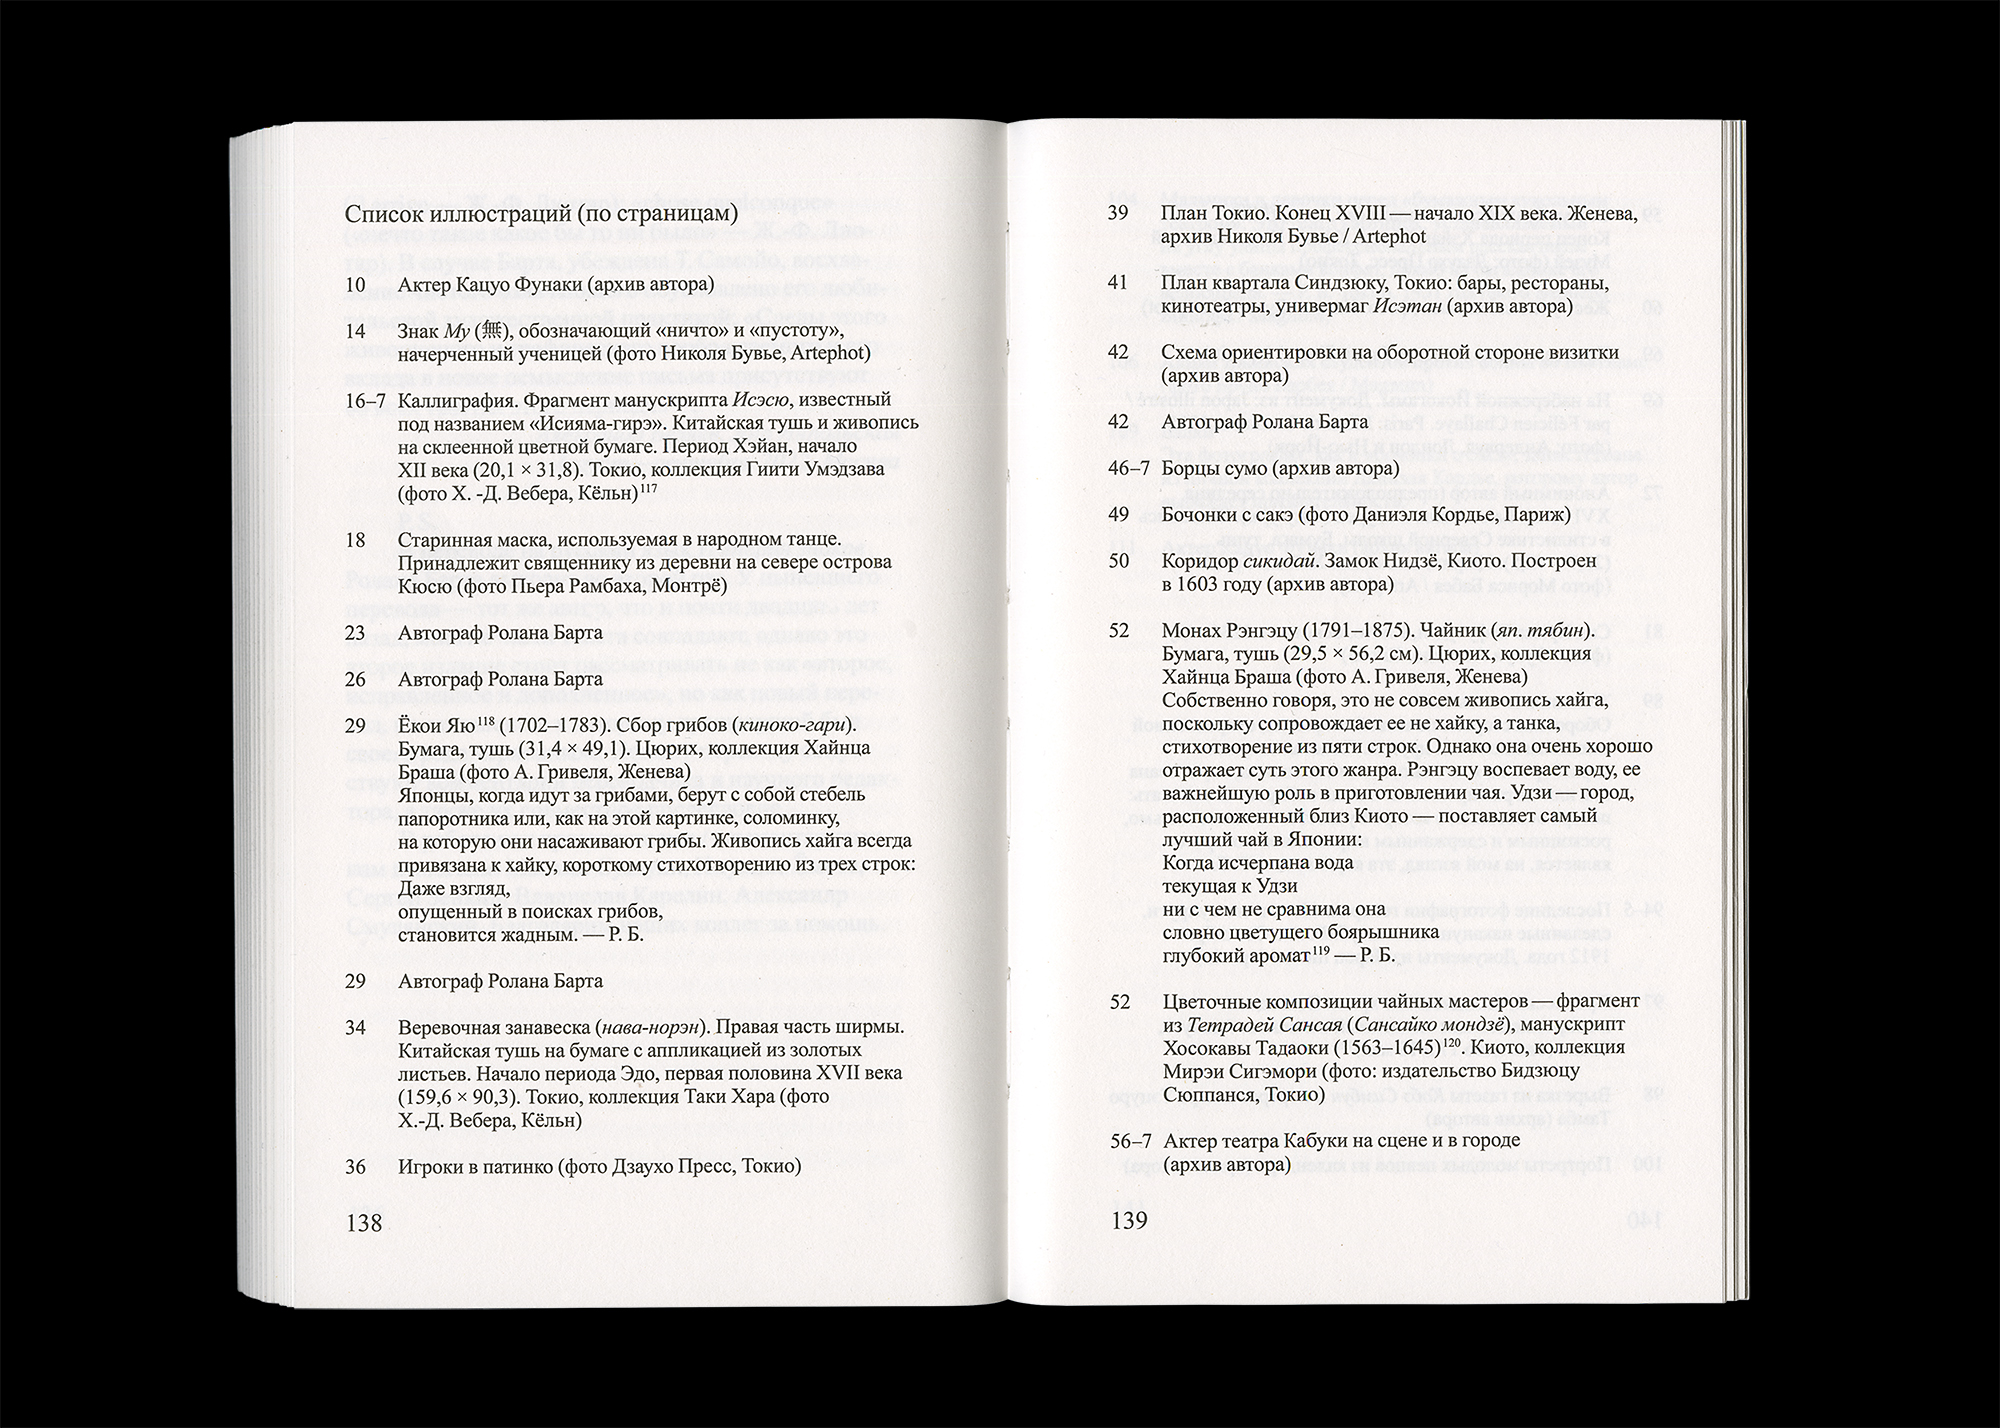 Список иллюстраций (по страницам)
10 Актер Кацуо Фунаки (архив автора)
14 Знак Му (無), обозначающий «ничто» и «пустоту»,
начерченный ученицей (фото Николя Бувье, Artephot)
16–7 Каллиграфия. Фрагмент манускрипта Исэсю, известный
под названием «Исияма-гирэ». Китайская тушь и живопись
на склеенной цветной бумаге. Период Хэйан, начало
XII века (20,1 × 31,8). Токио, коллекция Гиити Умэдзава
(фото Х. -Д. Вебера, Кёльн)117
18 Старинная маска, используемая в народном танце.
Принадлежит священнику из деревни на севере острова
Кюсю (фото Пьера Рамбаха, Монтрё)
23 Автограф Ролана Барта
26 Автограф Ролана Барта
29 Ёкои Яю118 (1702–1783). Сбор грибов (киноко-гари).
Бумага, тушь (31,4 × 49,1). Цюрих, коллекция Хайнца
Браша (фото А. Гривеля, Женева)
Японцы, когда идут за грибами, берут с собой стебель
папоротника или, как на этой картинке, соломинку,
на которую они насаживают грибы. Живопись хайга всегда
привязана к хайку, короткому стихотворению из трех строк:
Даже взгляд,
опущенный в поисках грибов,
становится жадным. — Р. Б.
29 Автограф Ролана Барта
34 Веревочная занавеска (нава-норэн). Правая часть ширмы.
Китайская тушь на бумаге с аппликацией из золотых
листьев. Начало периода Эдо, первая половина XVII века
(159,6 × 90,3). Токио, коллекция Таки Хара (фото
Х.-Д. Вебера, Кёльн)
36 Игроки в патинко (фото Дзаухо Пресс, Токио)
138
39 План Токио. Конец XVIII — начало XIX века. Женева,
архив Николя Бувье / Artephot
41 План квартала Синдзюку, Токио: бары, рестораны,
кинотеатры, универмаг Исэтан (архив автора)
42 Схема ориентировки на оборотной стороне визитки
(архив автора)
42 Автограф Ролана Барта
46–7 Борцы сумо (архив автора)
49 Бочонки с сакэ (фото Даниэля Кордье, Париж)
50 Коридор сикидай. Замок Нидзё, Киото. Построен
в 1603 году (архив автора)
52 Монах Рэнгэцу (1791–1875). Чайник (яп. тябин).
Бумага, тушь (29,5 × 56,2 см). Цюрих, коллекция
Хайнца Браша (фото А. Гривеля, Женева)
Собственно говоря, это не совсем живопись хайга,
поскольку сопровождает ее не хайку, а танка,
стихотворение из пяти строк. Однако она очень хорошо
отражает суть этого жанра. Рэнгэцу воспевает воду, ее
важнейшую роль в приготовлении чая. Удзи — город,
расположенный близ Киото — поставляет самый
лучший чай в Японии:
Когда исчерпана вода
текущая к Удзи
ни с чем не сравнима она
словно цветущего боярышника
глубокий аромат119 — Р. Б.
52 Цветочные композиции чайных мастеров — фрагмент
из Тетрадей Сансая (Сансайко мондзё), манускрипт
Хосокавы Тадаоки (1563–1645)120. Киото, коллекция
Мирэи Сигэмори (фото: издательство Бидзюцу
Сюппанся, Токио)
56–7 Актер театра Кабуки на сцене и в городе
(архив автора)
139